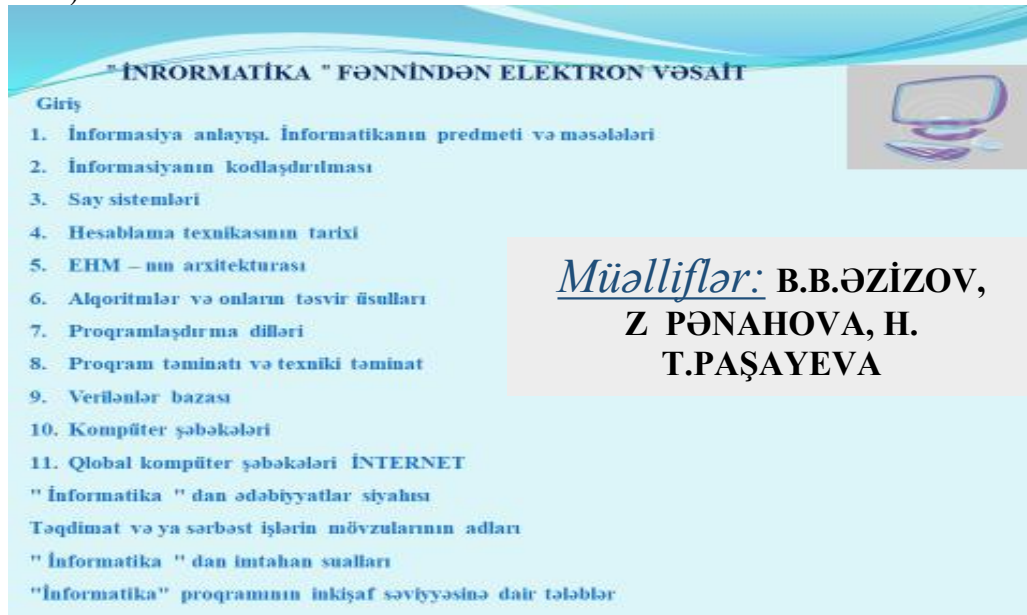 " İNRORMATİKA " FƏNNİNDƏN ELEKTRON VƏSAİT
Giriş
1. İnformasiya anlayışı. İnformatikanın predmeti və məsələləri
2. İnformasiyanın kodlaşdırılması
3. Say sistemləri
4. Hesablama texnikasının tarixi
5. EHM – nın arxitekturası
6. Alqoritmlər və onların təsvir üsulları
7. Proqramlaşdırma dilləri
8. Proqram təminatı və texniki təminat
9. Verilənlər bazası
10. Kompüter şəbəkələri
11. Qlobal kompüter şəbəkələri İNTERNET
" İnformatika " dan ədəbiyyatlar siyahısı
Təqdimat və ya sərbəst işlərin mövzularının adları
" İnformatika " dan imtahan sualları
"İnformatika" proqramının inkişaf səviyyəsinə dair tələblər
Müəlliflər: B.B.ƏZİZOV,
Z PƏNAHOVA, H.
T.PAŞAYEVA